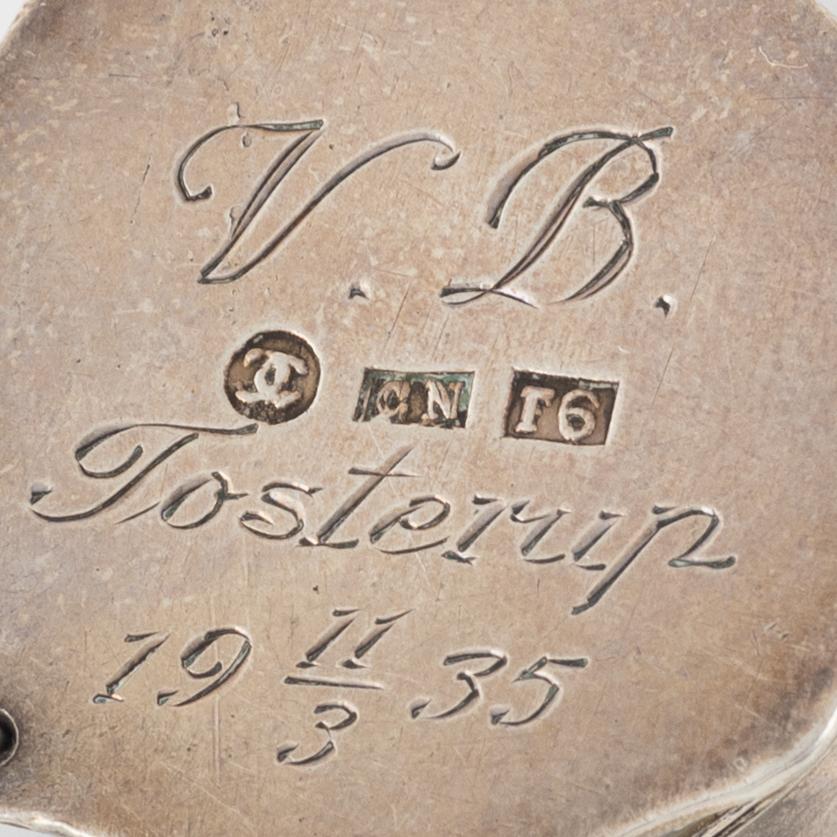 V. B.
CN F6
Tosterup
19 11/3 35